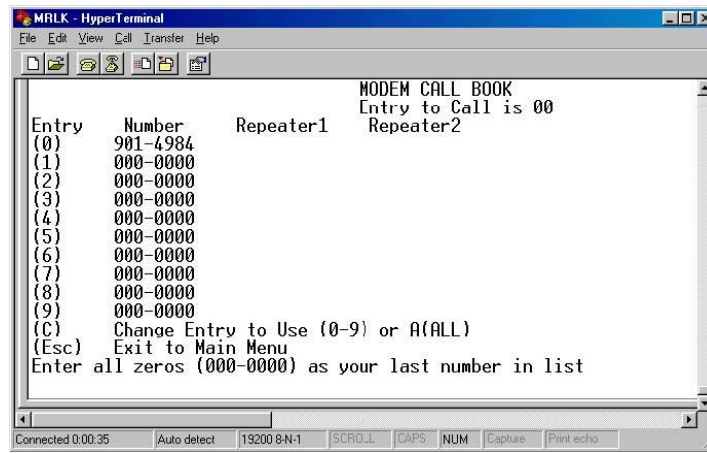 MRLK - HyperTerminal
File Edit View Call Transfer Help
MODEM CALL BOOK
Entry to Call is 00
Entry Number Repeater1 Repeater2
(0) 901-4984
(1) 000-0000
(2) 000-0000
(3) 000-0000
(4) 000-0000
(5) 000-0000
(6) 000-0000
(7) 000-0000
(8) 000-0000
(9) 000-0000
(C) Change Entry to Use (0-9) or A(ALL)
(Esc) Exit to Main Menu
Enter all zeros (000-0000) as your last number in list
Connected 0:00:35 Auto detect 19200 8-N-1 SCROLL CAPS NUM Capture Print echo